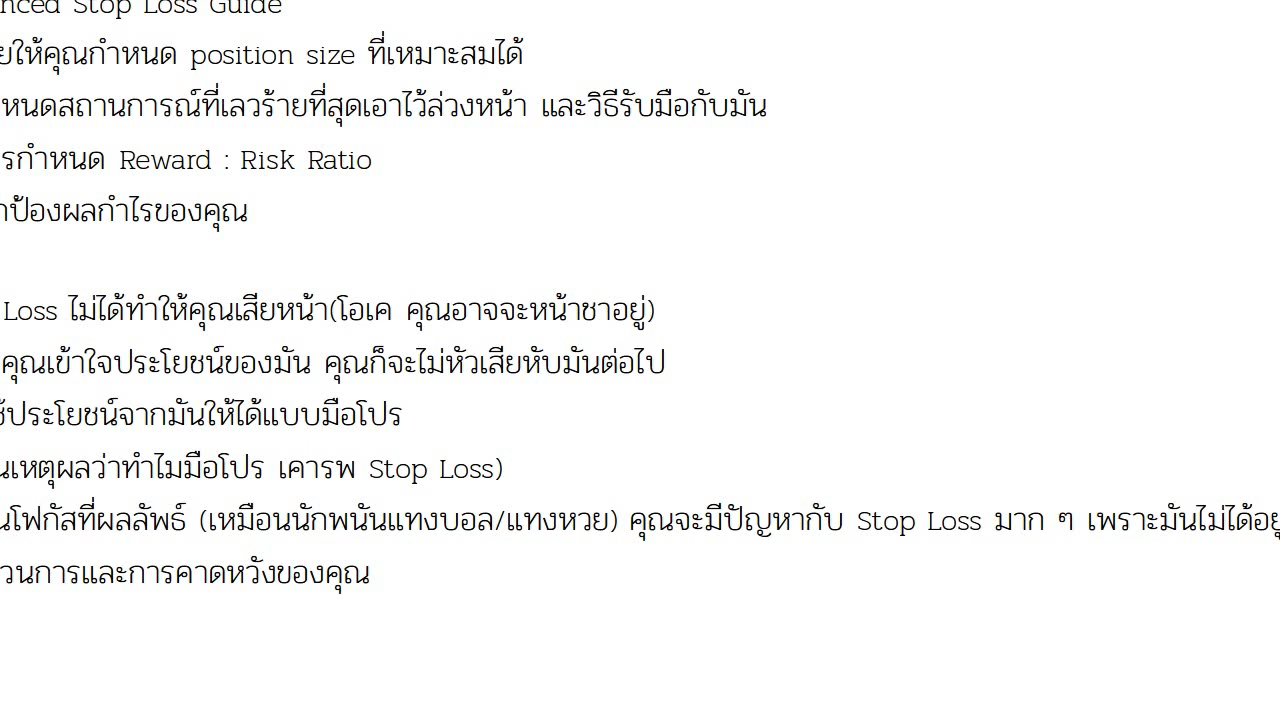 nced Stop Loss Guide
ยให้คุณกำหนด position size ที่เหมาะสมได้
หนดสถานการณ์ที่เลวร้ายที่สุดเอาไว้ล่วงหน้า และวิธีรับมือกับมัน
รกำหนด Reward : Risk Ratio
ป้องผลกำไรของคุณ
Loss ไม่ได้ทำให้คุณเสียหน้า(โอเค คุณอาจจะหน้าชาอยู่)
คุณเข้าใจประโยชน์ของมัน คุณก็จะไม่หัวเสียหับมันต่อไป
ช้ประโยชน์จากมันให้ได้แบบมือโปร
นเหตุผลว่าทำไมมือโปร เคารพ Stop Loss)
นโฟกัสที่ผลลัพธ์ (เหมือนนักพนันแทงบอล/แทงหวย) คุณจะมีปัญหากับ Stop Loss มาก ๆ เพราะมันไม่ได้อยู
วนการและการคาดหวังของคุณ